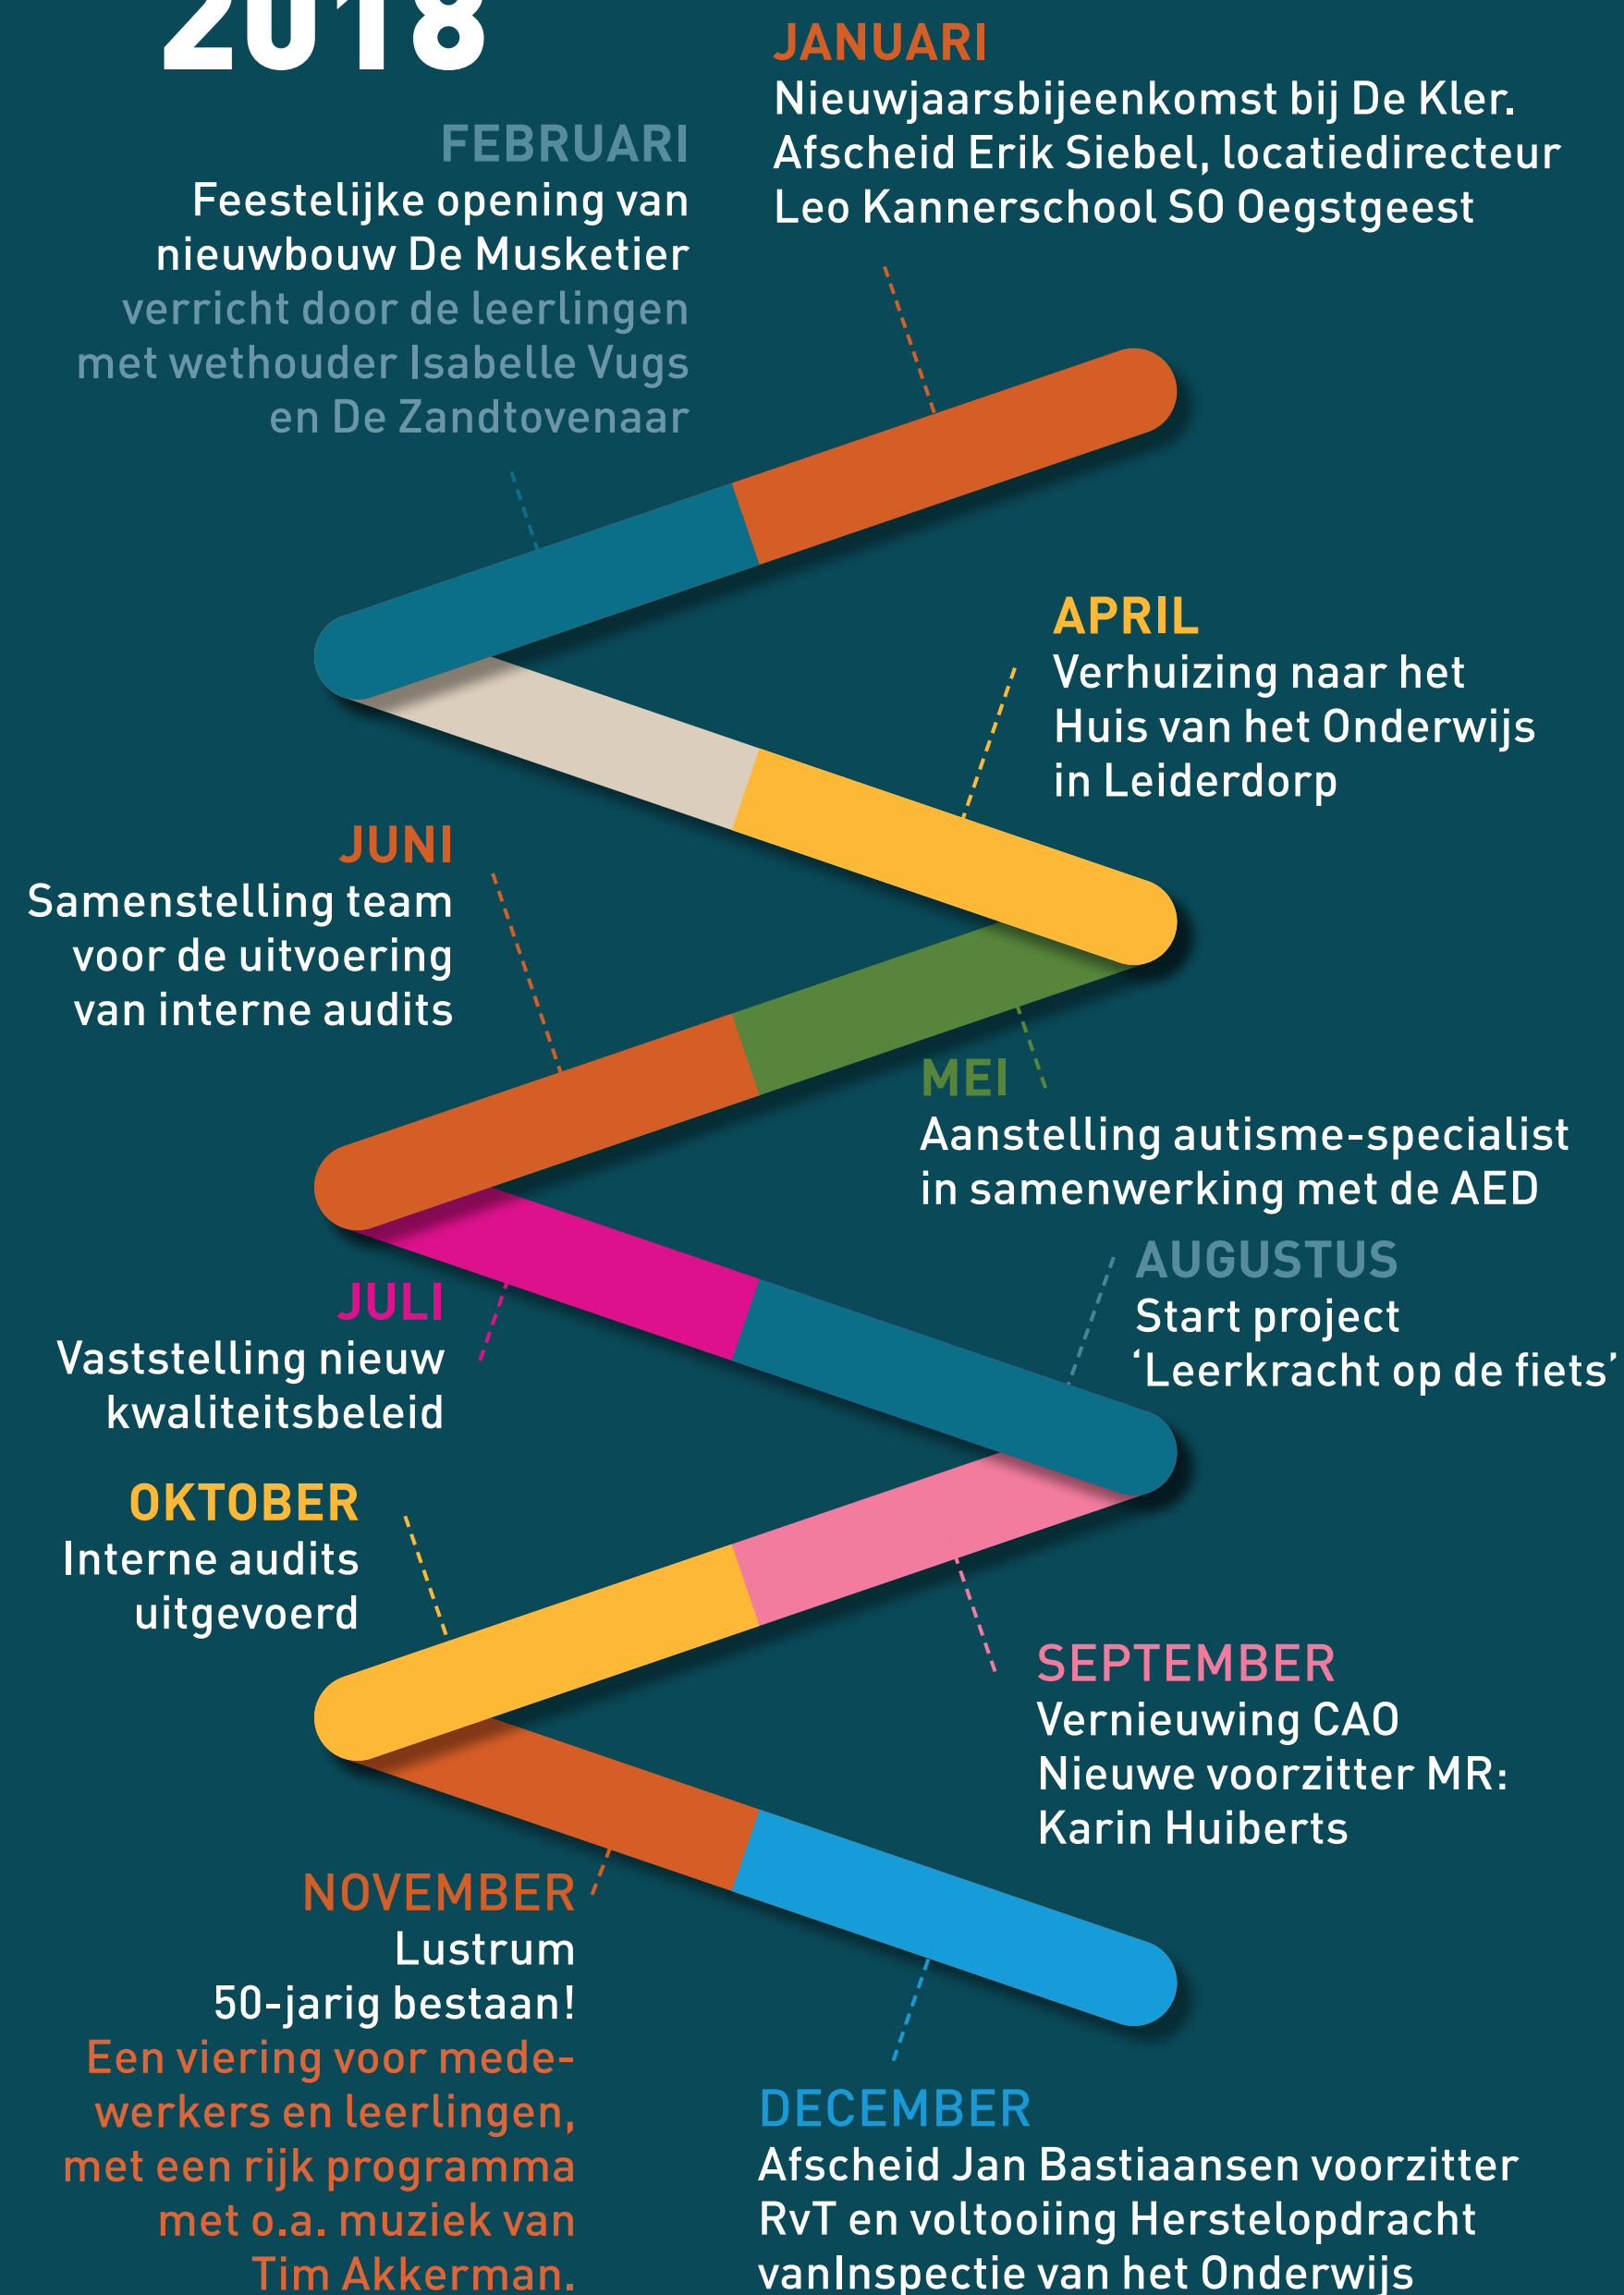 2018
JANUARI
Nieuwjaarsbijeenkomst bij De Kler.
Afscheid Erik Siebel, locatiedirecteur
Leo Kannerschool SO Oegstgeest
FEBRUARI
Feestelijke opening van
nieuwbouw De Musketier
verricht door de leerlingen
met wethouder Isabelle Vugs
en De Zandtovenaar
APRIL
Verhuizing naar het
Huis van het Onderwijs
in Leiderdorp
MEI
Aanstelling autisme-specialist
in samenwerking met de AED
JUNI
Samenstelling team
voor de uitvoering
van interne audits
JULI
Vaststelling nieuw
kwaliteitsbeleid
AUGUSTUS
Start project
‘Leerkracht op de fiets’
SEPTEMBER
Vernieuwing CAO
Nieuwe voorzitter MR:
Karin Huiberts
OKTOBER
Interne audits
uitgevoerd
NOVEMBER
Lustrum
50-jarig bestaan!
Een viering voor mede-
werkers en leerlingen,
met een rijk programma
met o.a. muziek van
Tim Akkerman.
DECEMBER
Afscheid Jan Bastiaansen voorzitter
RvT en voltooiing Herstelopdracht
vanInspectie van het Onderwijs